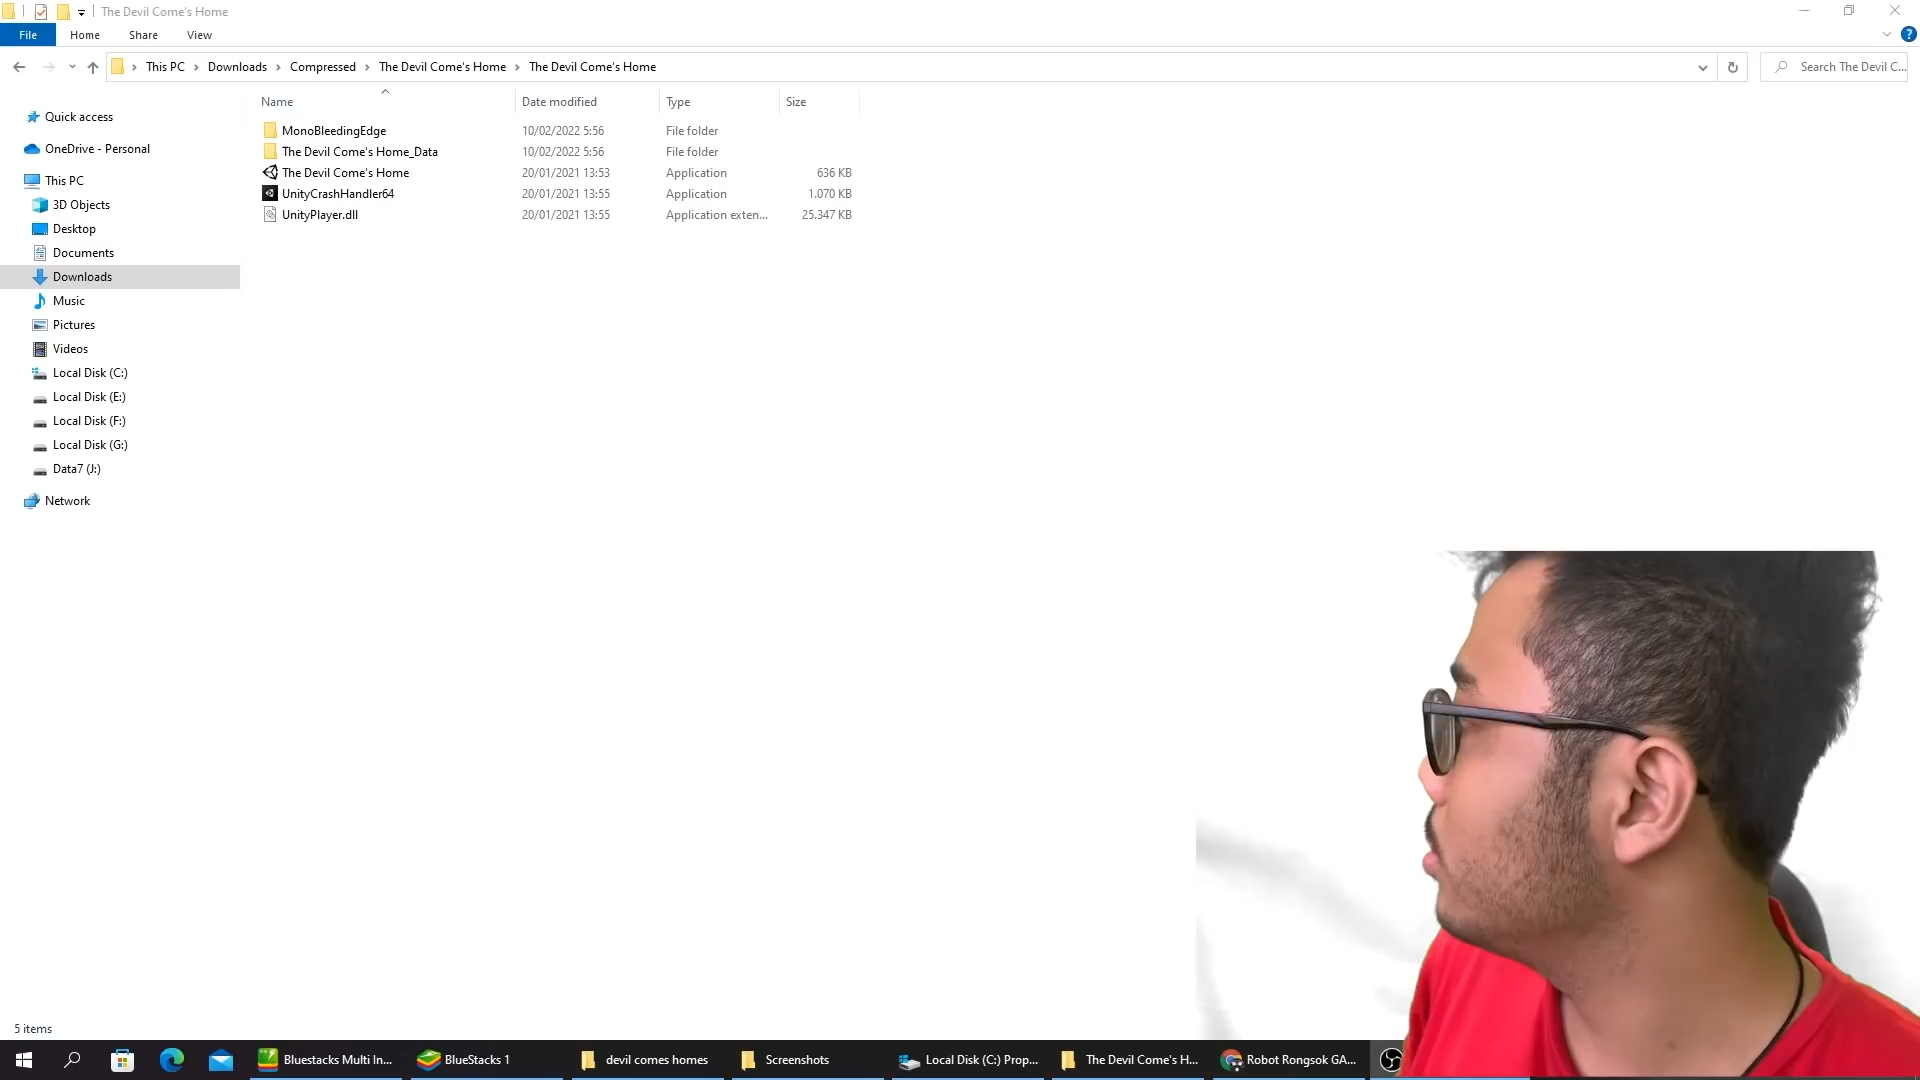 The Devil Come's Home
File Home Share View
This PC Downloads Compressed The Devil Come's Home The Devil Come's Home
Search The Devil C...
Name Date modified Type Size
MonoBleedingEdge 10/02/2022 5:56 File folder
The Devil Come's Home_Data 10/02/2022 5:56 File folder
The Devil Come's Home 20/01/2021 13:53 Application 636 KB
UnityCrashHandler64 20/01/2021 13:55 Application 1.070 KB
UnityPlayer.dll 20/01/2021 13:55 Application exten... 25.347 KB
Quick access
OneDrive - Personal
This PC
3D Objects
Desktop
Documents
Downloads
Music
Pictures
Videos
Local Disk (C:)
Local Disk (E:)
Local Disk (F:)
Local Disk (G:)
Data7 (J:)
Network
5 items
Bluestacks Multi In... BlueStacks 1 devil comes homes Screenshots Local Disk (C:) Prop... The Devil Come's H... Robot Rongsok GA...